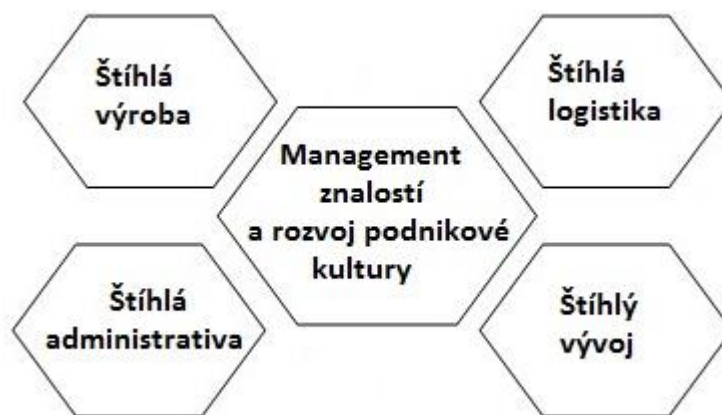 Štíhlá
výroba
Štíhlá
logistika
Management
znalostí
a rozvoj podnikové
kultury
Štíhlá
administrativa
Štíhlý
vývoj